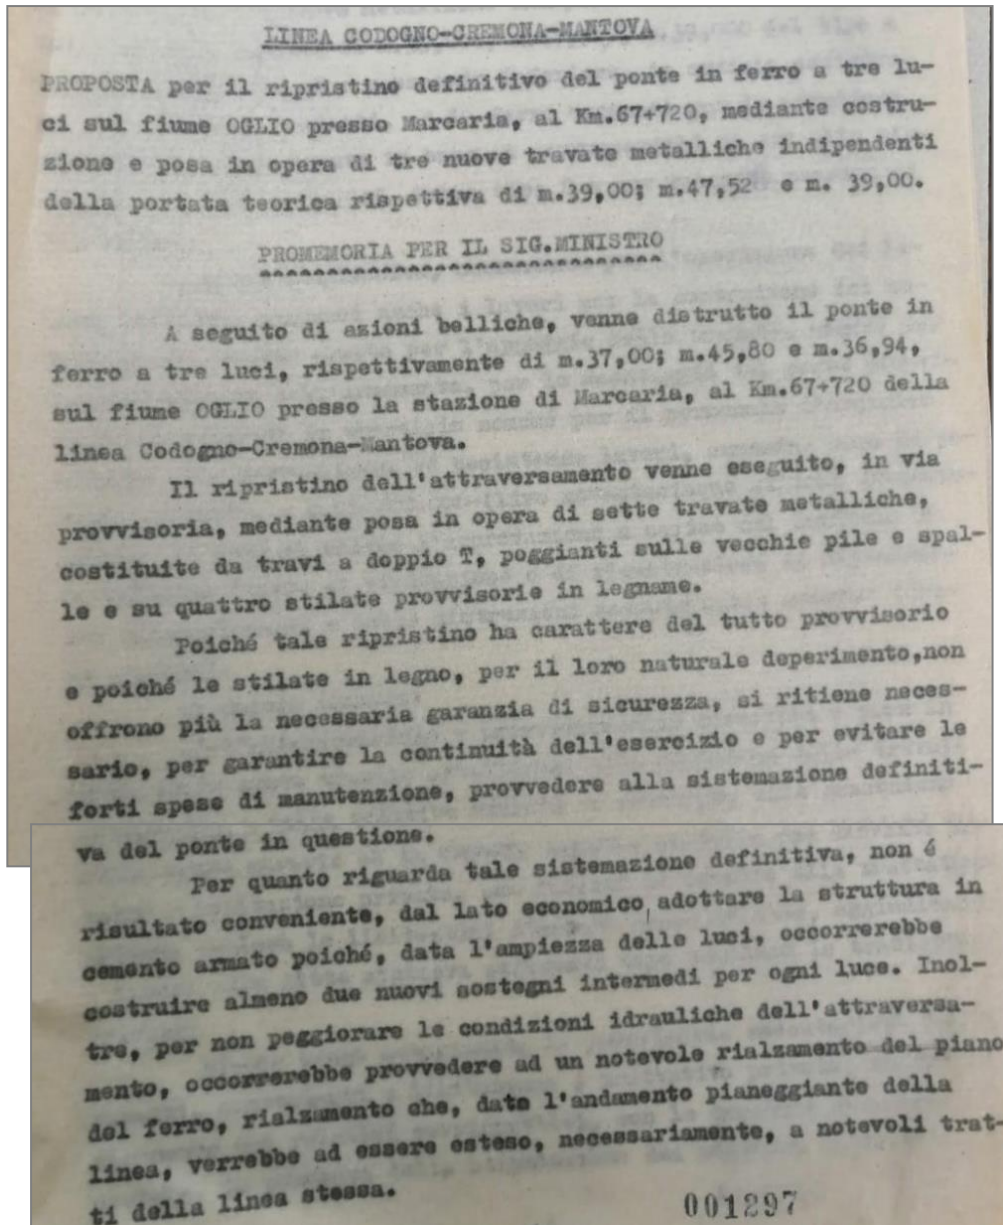 LINEA CODOGNO-CREMONA-MANTOVA
PROPOSTA per il ripristino definitivo del ponte in ferro a tre lu-
ci sul fiume OGLIO presso Marcaria, al Km.67+720, mediante costru-
zione e posa in opera di tre nuove travate metalliche indipendenti
della portata teorica rispettiva di m.39,00; m.47,52 e m. 39,00.
PROMEMORIA PER IL SIG.MINISTRO
A seguito di azioni belliche, venne distrutto il ponte in
ferro a tre luci, rispettivamente di m.37,00; m.45,80 e m.36,94,
sul fiume OGLIO presso la stazione di Marcaria, al Km.67+720 della
linea Codogno-Cremona-Mantova.
Il ripristino dell'attraversamento venne eseguito, in via
provvisoria, mediante posa in opera di sette travate metalliche,
costituite da travi a doppio T, poggianti sulle vecchie pile e spal-
le e su quattro stilate provvisorie in legname.
Poiché tale ripristino ha carattere del tutto provvisorio
e poiché le stilate in legno, per il loro naturale deperimento,non
offrono più la necessaria garanzia di sicurezza, si ritiene neces-
sario, per garantire la continuità dell'esercizio e per evitare le
forti spese di manutenzione, provvedere alla sistemazione definiti-
va del ponte in questione.
Per quanto riguarda tale sistemazione definitiva, non é
risultato conveniente, dal lato economico, adottare la struttura in
cemento armato poiché, data l'ampiezza delle luci, occorrerebbe
costruire almeno due nuovi sostegni intermedi per ogni luce. Inol-
tre, per non peggiorare le condizioni idrauliche dell'attraversa-
mento, occorrerebbe provvedere ad un notevole rialzamento del piano
del ferro, rialzamento che, data l'andamento pianeggiante della
linea, verrebbe ad essere esteso, necessariamente, a notevoli trat-
ti della linea stessa.
001297